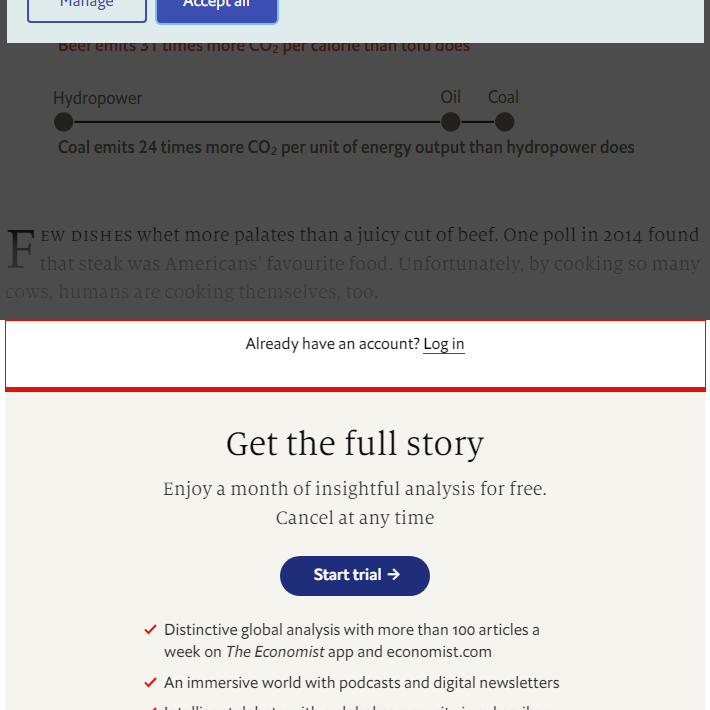 Manage Accept all
Beef emits 31 times more CO₂ per calorie than tofu does
Hydropower Oil Coal
Coal emits 24 times more CO₂ per unit of energy output than hydropower does
FEW DISHES whet more palates than a juicy cut of beef. One poll in 2014 found
that steak was Americans’ favourite food. Unfortunately, by cooking so many
cows, humans are cooking themselves, too.
Already have an account? Log in
Get the full story
Enjoy a month of insightful analysis for free.
Cancel at any time
Start trial →
Distinctive global analysis with more than 100 articles a
week on The Economist app and economist.com
An immersive world with podcasts and digital newsletters